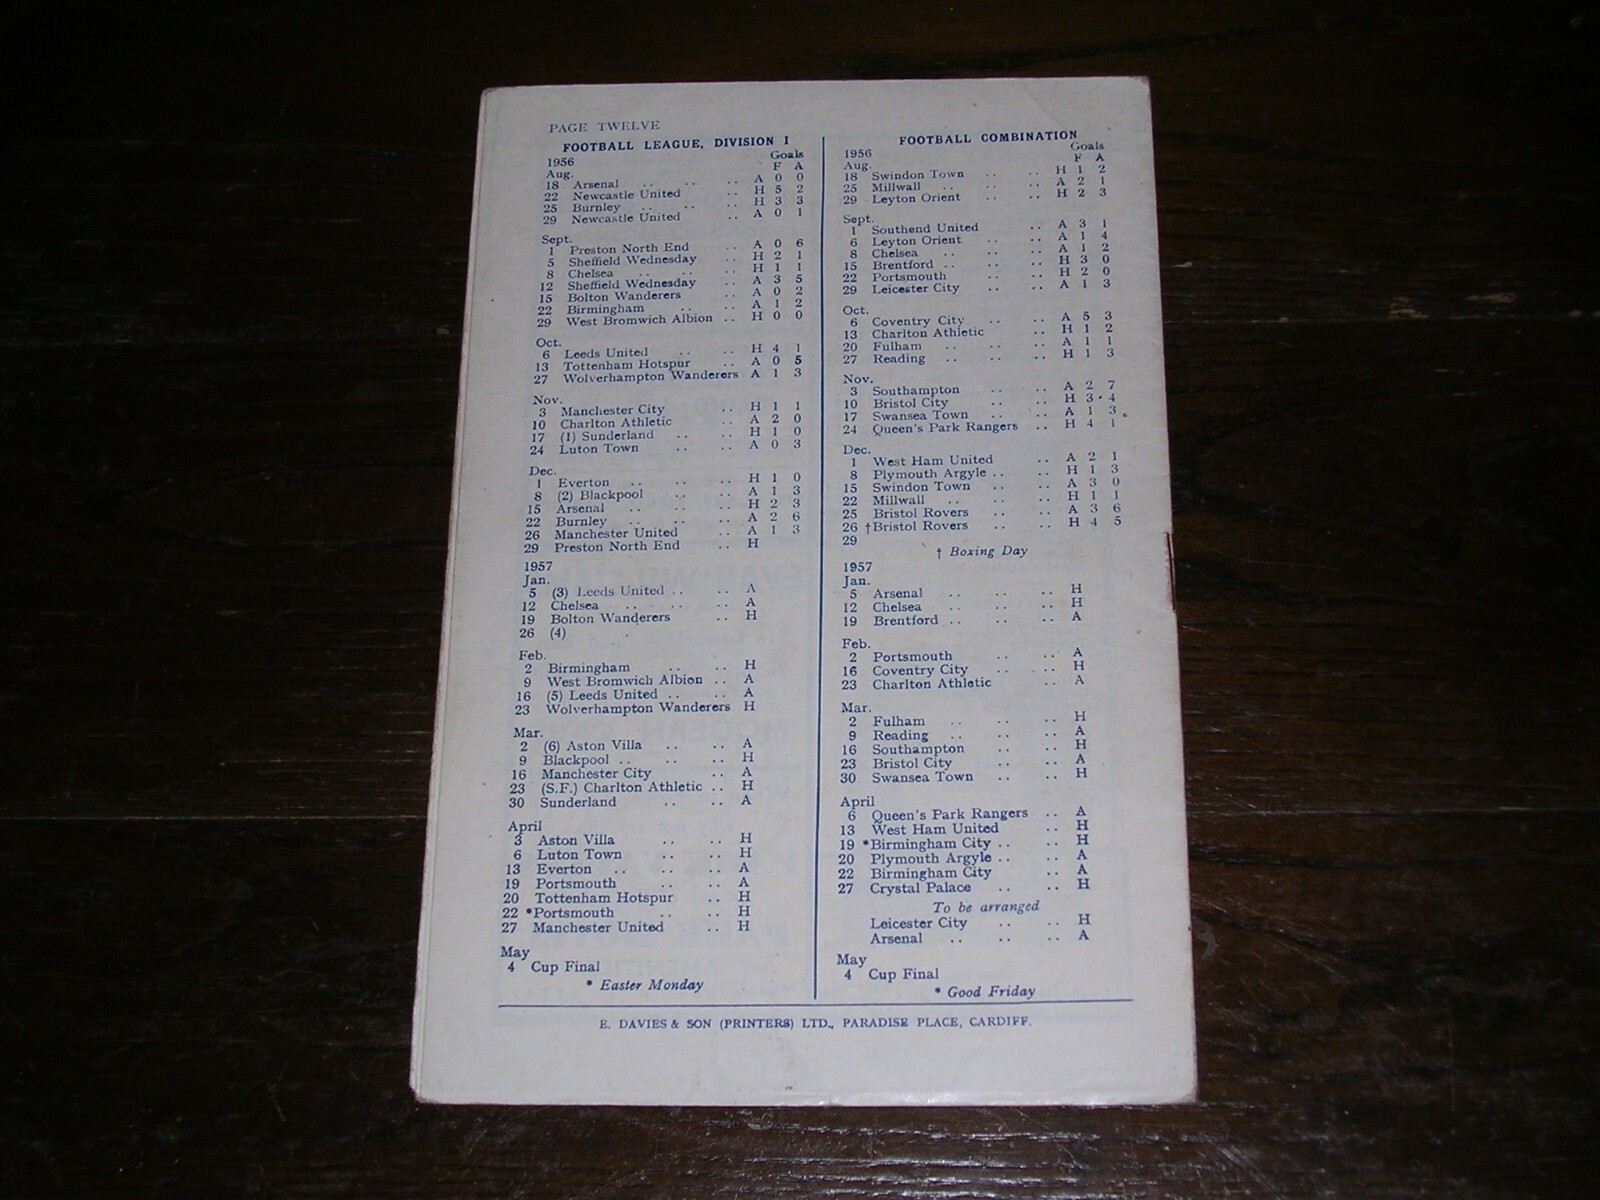 PAGE TWELVE
FOOTBALL LEAGUE, DIVISION I
1956 Goals
Aug. F A
18 Arsenal .. .. .. A 0 0
22 Newcastle United .. H 5 2
25 Burnley .. .. .. H 3 3
29 Newcastle United .. A 0 1
Sept.
1 Preston North End .. A 0 6
5 Sheffield Wednesday .. H 2 1
8 Chelsea .. .. .. H 1 1
12 Sheffield Wednesday .. A 3 5
15 Bolton Wanderers .. A 0 2
22 Birmingham .. .. A 1 2
29 West Bromwich Albion .. H 0 0
Oct.
6 Leeds United .. .. H 4 1
13 Tottenham Hotspur .. A 0 5
27 Wolverhampton Wanderers A 1 3
Nov.
3 Manchester City .. H 1 1
10 Charlton Athletic .. A 2 0
17 (1) Sunderland .. .. H 1 0
24 Luton Town .. .. A 0 3
Dec.
1 Everton .. .. .. H 1 0
8 (2) Blackpool .. .. A 1 3
15 Arsenal .. .. .. H 2 3
22 Burnley .. .. .. A 2 6
26 Manchester United .. A 1 3
29 Preston North End .. H
1957
Jan.
5 (3) Leeds United .. .. A
12 Chelsea .. .. .. A
19 Bolton Wanderers .. H
26 (4)
Feb.
2 Birmingham .. .. H
9 West Bromwich Albion .. A
16 (5) Leeds United .. .. A
23 Wolverhampton Wanderers H
Mar.
2 (6) Aston Villa .. .. A
9 Blackpool .. .. .. H
16 Manchester City .. A
23 (S.F.) Charlton Athletic .. H
30 Sunderland .. .. A
April
3 Aston Villa .. .. H
6 Luton Town .. .. H
13 Everton .. .. .. A
19 Portsmouth .. .. A
20 Tottenham Hotspur .. H
22 *Portsmouth .. .. H
27 Manchester United .. H
May
4 Cup Final
* Easter Monday
FOOTBALL COMBINATION
1956 Goals
Aug. F A
18 Swindon Town .. .. H 1 2
25 Millwall .. .. .. A 2 1
29 Leyton Orient .. .. H 2 3
Sept.
1 Southend United .. A 3 1
6 Leyton Orient .. .. A 1 4
8 Chelsea .. .. .. A 1 2
15 Brentford .. .. .. H 3 0
22 Portsmouth .. .. H 2 0
29 Leicester City .. .. A 1 3
Oct.
6 Coventry City .. .. A 5 3
13 Charlton Athletic .. H 1 2
20 Fulham .. .. .. A 1 1
27 Reading .. .. .. H 1 3
Nov.
3 Southampton .. .. A 2 7
10 Bristol City .. .. H 3 4
17 Swansea Town .. .. A 1 3
24 Queen's Park Rangers .. H 4 1
Dec.
1 West Ham United .. A 2 1
8 Plymouth Argyle .. .. H 1 3
15 Swindon Town .. .. A 3 0
22 Millwall .. .. .. H 1 1
25 Bristol Rovers .. .. A 3 6
26 †Bristol Rovers .. .. H 4 5
29
† Boxing Day
1957
Jan.
5 Arsenal .. .. .. H
12 Chelsea .. .. .. H
19 Brentford .. .. .. A
Feb.
2 Portsmouth .. .. A
16 Coventry City .. .. H
23 Charlton Athletic .. A
Mar.
2 Fulham .. .. .. H
9 Reading .. .. .. A
16 Southampton .. .. H
23 Bristol City .. .. A
30 Swansea Town .. .. H
April
6 Queen's Park Rangers .. A
13 West Ham United .. H
19 *Birmingham City .. .. H
20 Plymouth Argyle .. .. A
22 Birmingham City .. A
27 Crystal Palace .. .. H
To be arranged
Leicester City .. .. H
Arsenal .. .. .. A
May
4 Cup Final
* Good Friday
E. DAVIES & SON (PRINTERS) LTD., PARADISE PLACE, CARDIFF.